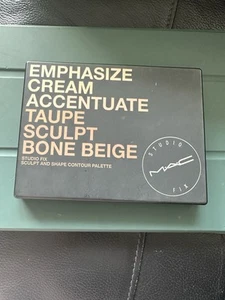 EMPHASIZE
CREAM
ACCENTUATE
TAUPE
SCULPT
BONE BEIGE
STUDIO FIX
SCULPT AND SHAPE CONTOUR PALETTE
STUDIO
MAC
FIX